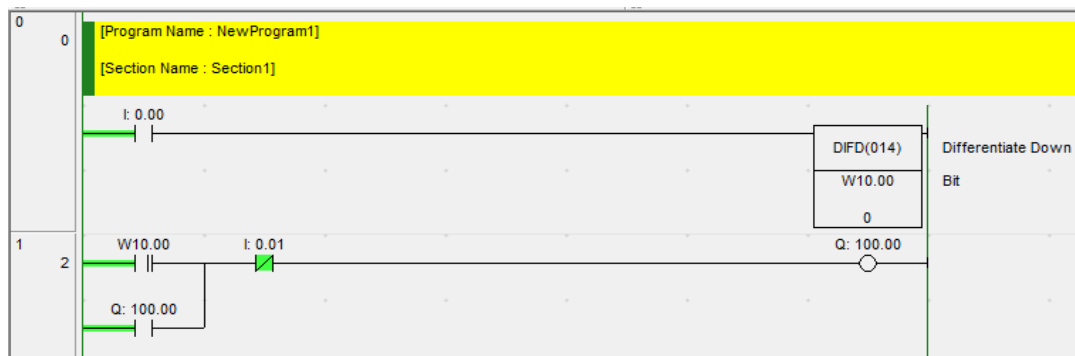 0
0
[Program Name : NewProgram1]
[Section Name : Section1]
I: 0.00
DIFD(014)
Differentiate Down
W10.00
Bit
0
1
2
W10.00
I: 0.01
Q: 100.00
Q: 100.00